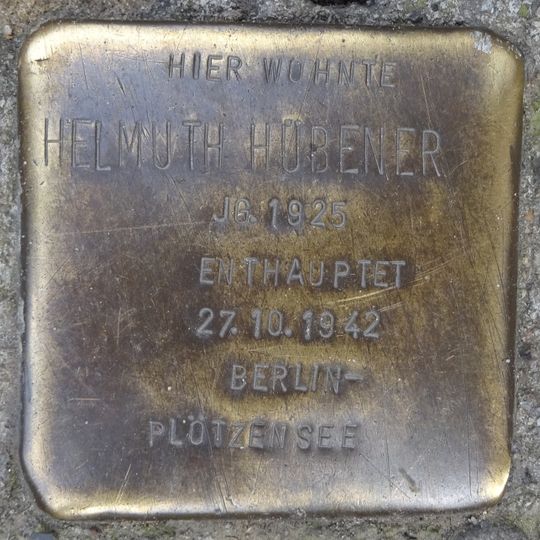 HIER WOHNTE
HELMUTH HÜBENER
JG. 1925
ENTHAUPTET
27.10.1942
BERLIN-
PLÖTZENSEE